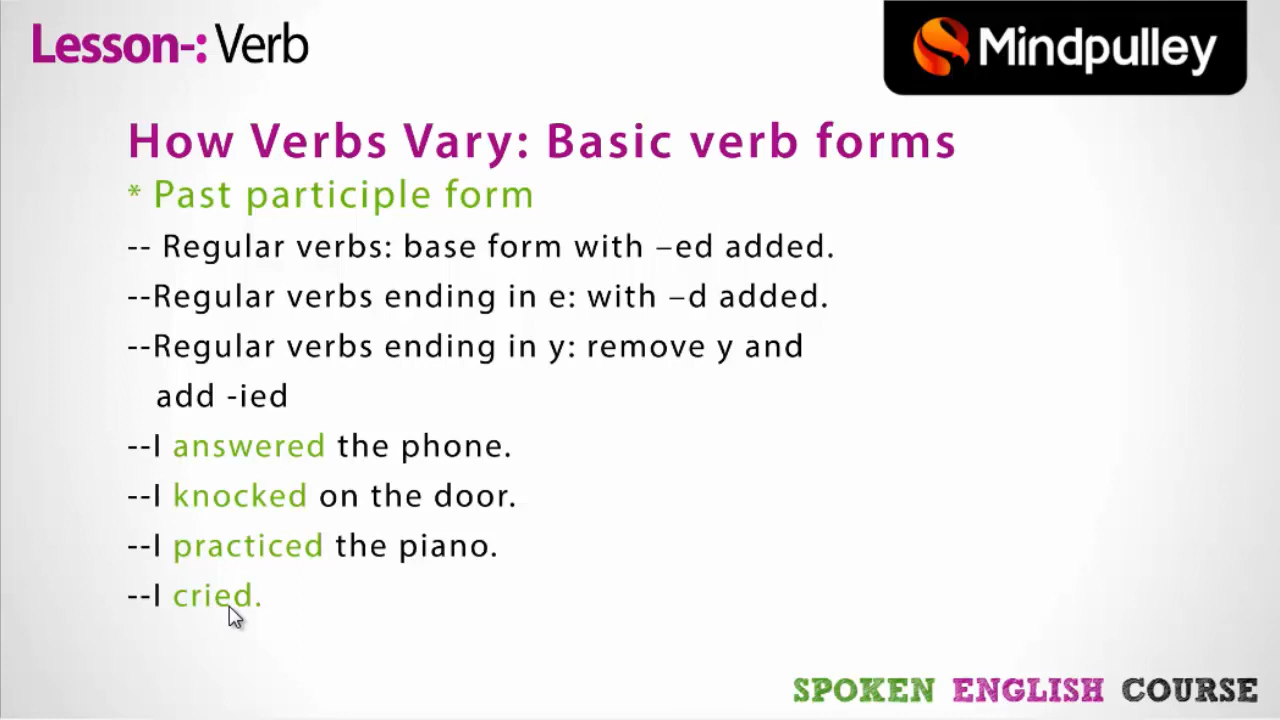 Lesson-: Verb
Mindpulley
How Verbs Vary: Basic verb forms
* Past participle form
-- Regular verbs: base form with –ed added.
--Regular verbs ending in e: with –d added.
--Regular verbs ending in y: remove y and
add -ied
--I answered the phone.
--I knocked on the door.
--I practiced the piano.
--I cried.
SPOKEN ENGLISH COURSE